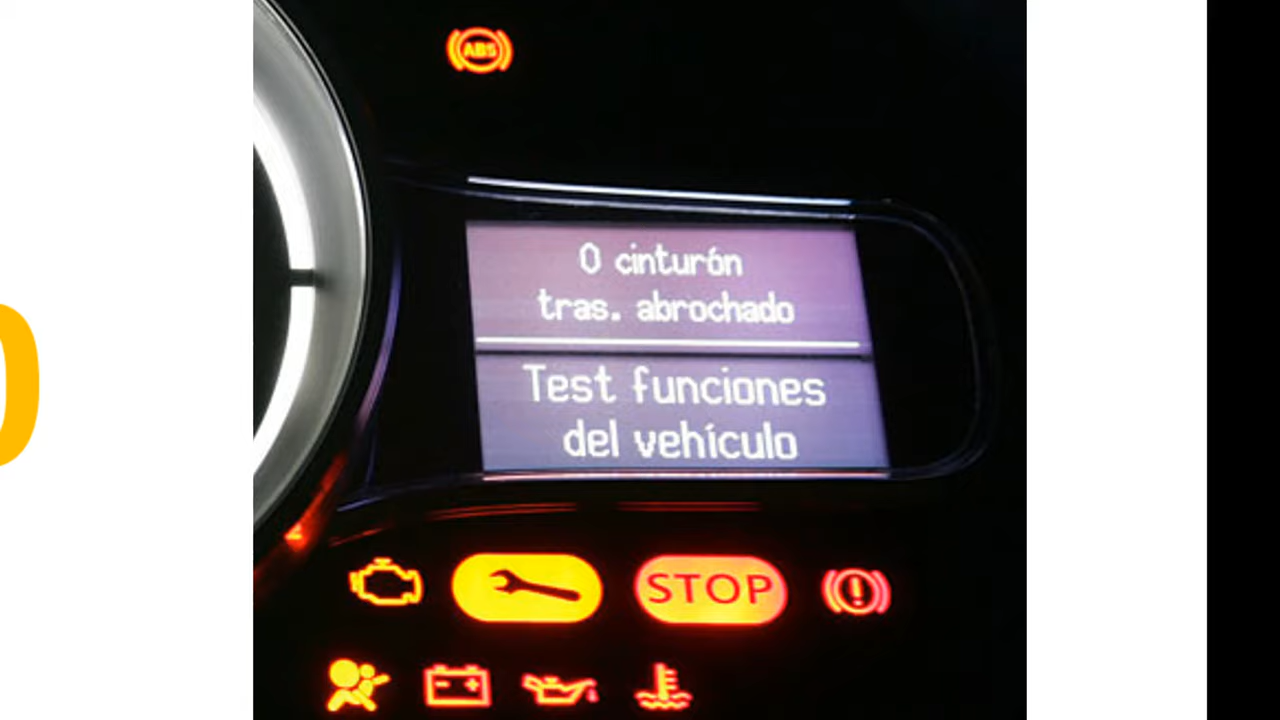 ABS
0 cinturón
tras. abrochado
Test funciones
del vehículo
STOP